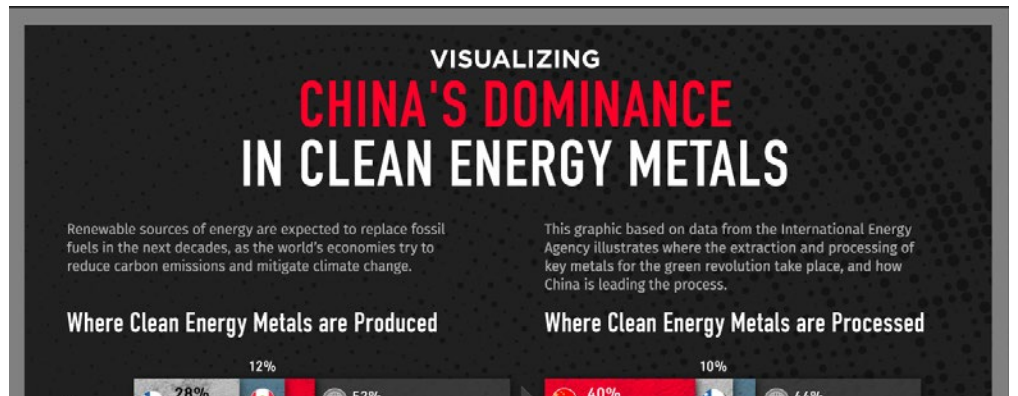 VISUALIZING
CHINA'S DOMINANCE
IN CLEAN ENERGY METALS
Renewable sources of energy are expected to replace fossil
fuels in the next decades, as the world's economies try to
reduce carbon emissions and mitigate climate change.
This graphic based on data from the International Energy
Agency illustrates where the extraction and processing of
key metals for the green revolution take place, and how
China is leading the process.
Where Clean Energy Metals are Produced
Where Clean Energy Metals are Processed
12%
10%
28%
40%